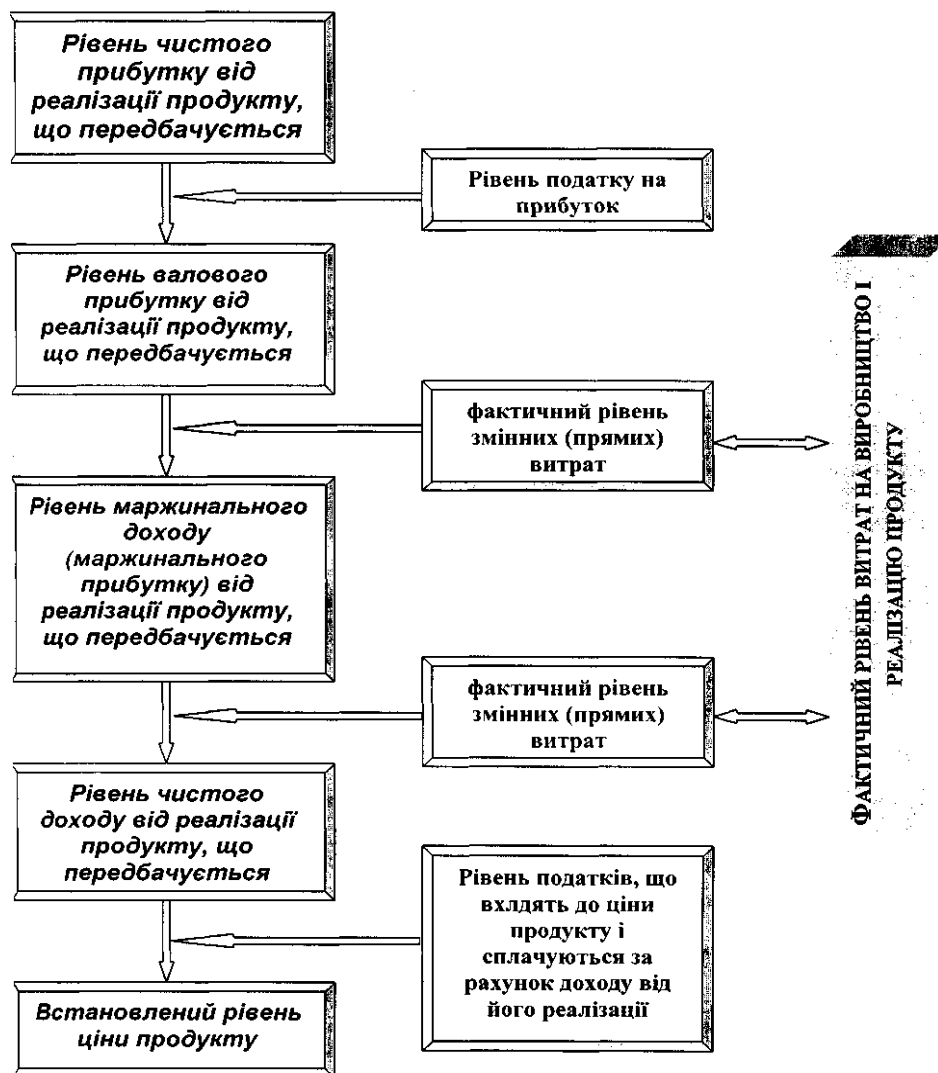 Рівень чистого
прибутку від
реалізації продукту,
що передбачується
Рівень податку на
прибуток
Рівень валового
прибутку від
реалізації продукту,
що передбачується
фактичний рівень
змінних (прямих)
витрат
Рівень маржинального
доходу
(маржинального
прибутку) від
реалізації продукту,
що передбачується
фактичний рівень
змінних (прямих)
витрат
Рівень чистого
доходу від реалізації
продукту, що
передбачується
Рівень податків, що
вхлдять до ціни
продукту і
сплачуються за
рахунок доходу від
його реалізації
Встановлений рівень
ціни продукту
ФАКТИЧНИЙ РІВЕНЬ ВИТРАТ НА ВИРОБНИЦТВО І
РЕАЛІЗАЦІЮ ПРОДУКТУ